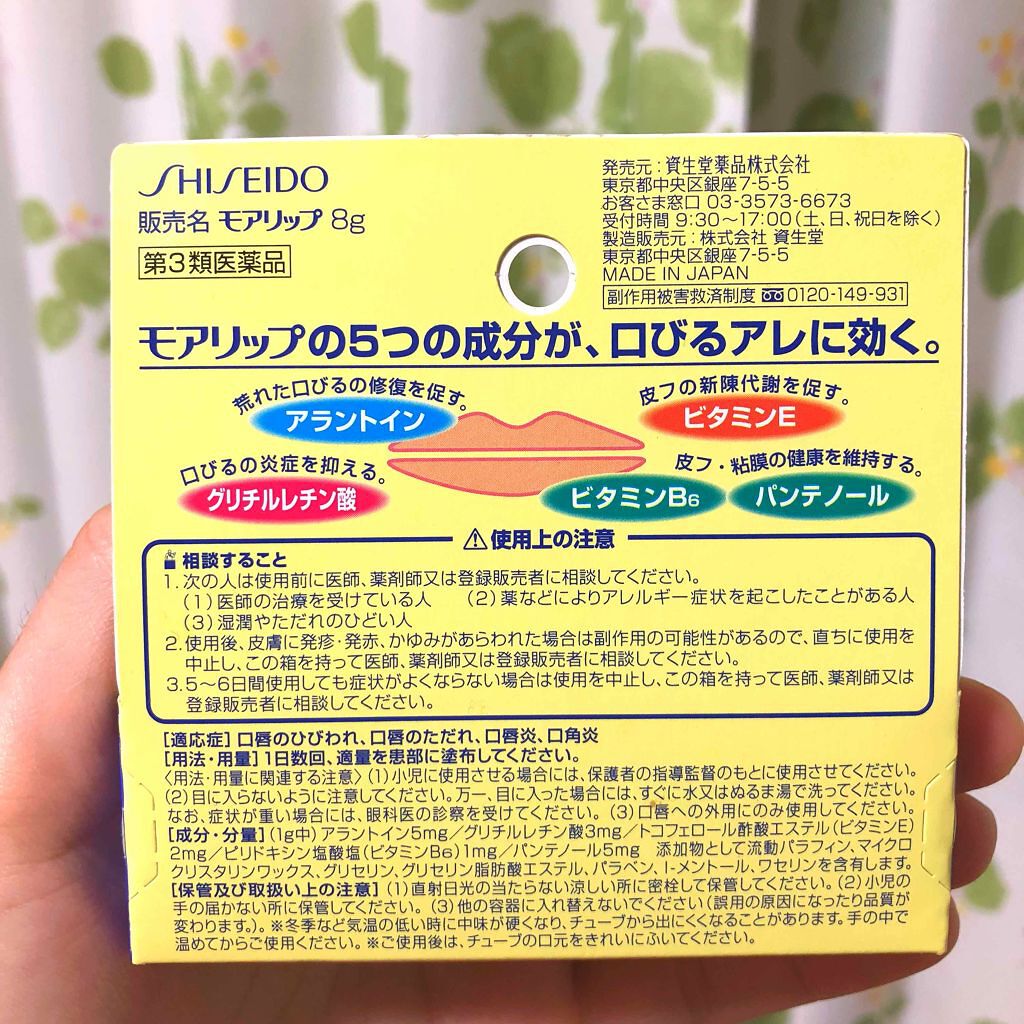 SHISEIDO
販売名 モアリップ 8g
第3類医薬品
発売元：資生堂薬品株式会社
東京都中央区銀座7-5-5
お客さま窓口 03-3573-6673
受付時間 9:30～17:00(土、日、祝日を除く)
製造販売元：株式会社 資生堂
東京都中央区銀座7-5-5
MADE IN JAPAN
副作用被害救済制度 0120-149-931
モアリップの5つの成分が、口びるアレに効く。
荒れた口びるの修復を促す。
アラントイン
皮フの新陳代謝を促す。
ビタミンE
口びるの炎症を抑える。
グリチルレチン酸
皮フ・粘膜の健康を維持する。
ビタミンB6
パンテノール
⚠使用上の注意
相談すること
1.次の人は使用前に医師、薬剤師又は登録販売者に相談してください。
(1)医師の治療を受けている人 (2)薬などによりアレルギー症状を起こしたことがある人
(3)湿潤やただれのひどい人
2.使用後、皮膚に発疹・発赤、かゆみがあらわれた場合は副作用の可能性があるので、直ちに使用を
中止し、この箱を持って医師、薬剤師又は登録販売者に相談してください。
3.5～6日間使用しても症状がよくならない場合は使用を中止し、この箱を持って医師、薬剤師又は
登録販売者に相談してください。
[適応症]口唇のひびわれ、口唇のただれ、口唇炎、口角炎
[用法・用量]1日数回、適量を患部に塗布してください。
〈用法・用量に関連する注意〉(1)小児に使用させる場合には、保護者の指導監督のもとに使用させてください。
(2)目に入らないように注意してください。万一、目に入った場合には、すぐに水又はぬるま湯で洗ってください。
なお、症状が重い場合には、眼科医の診察を受けてください。(3)口唇への外用にのみ使用してください。
[成分・分量](1g中)アラントイン5mg／グリチルレチン酸3mg／トコフェロール酢酸エステル(ビタミンE)
2mg／ピリドキシン塩酸塩(ビタミンB6)1mg／パンテノール5mg 添加物として流動パラフィン、マイクロ
クリスタリンワックス、グリセリン、グリセリン脂肪酸エステル、パラベン、l-メントール、ワセリンを含有します。
[保管及び取扱い上の注意](1)直射日光の当たらない涼しい所に密栓して保管してください。(2)小児の
手の届かない所に保管してください。(3)他の容器に入れ替えないでください(誤用の原因になったり品質が
変わります。)。※冬季など気温の低い時に中味が硬くなり、チューブから出にくくなることがあります。手の中で
温めてからご使用ください。※ご使用後は、チューブの口元をきれいにふいてください。